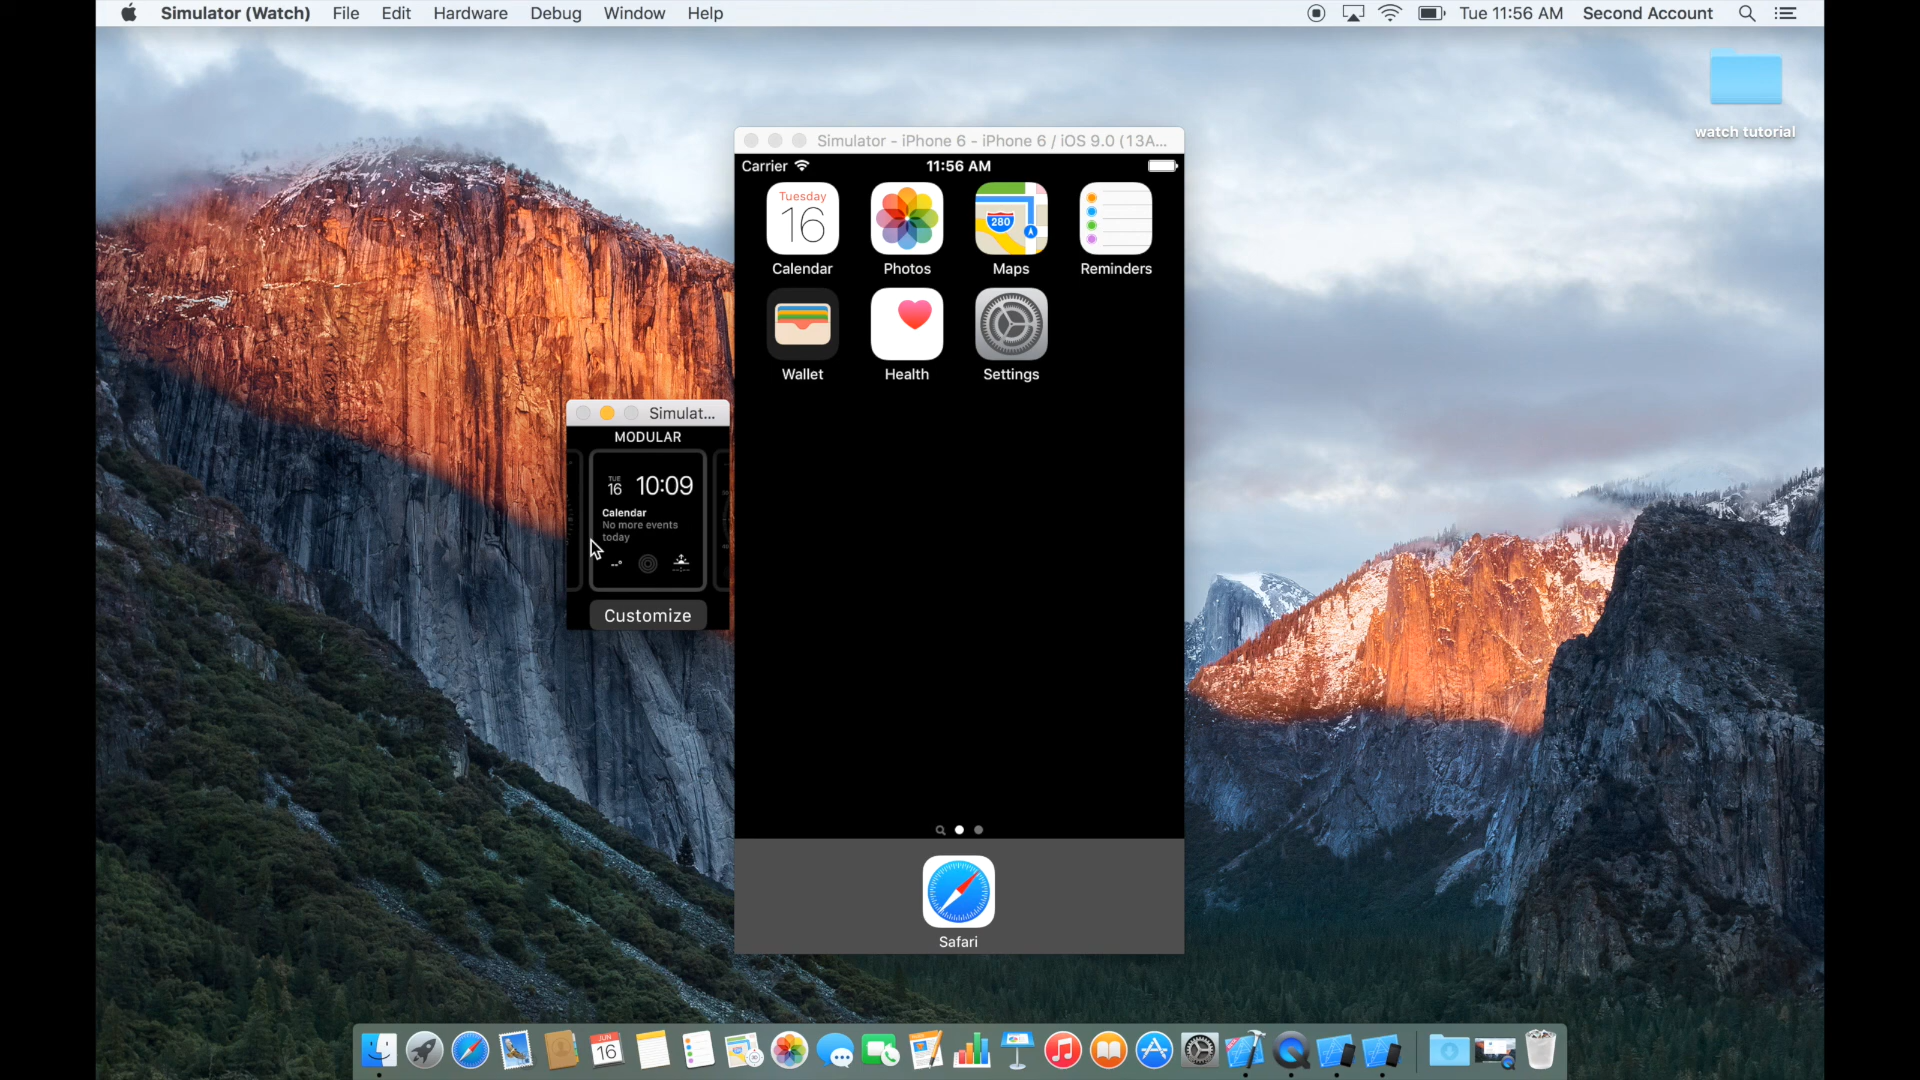 Simulator (Watch) File Edit Hardware Debug Window Help Tue 11:56 AM Second Account
watch tutorial
Simulator - iPhone 6 - iPhone 6 / iOS 9.0 (13A...
Carrier 11:56 AM
Tuesday
16
280
Calendar Photos Maps Reminders
Wallet Health Settings
Simulat...
MODULAR
TUE
16 10:09
Calendar
No more events
today
--°
Customize
Safari
JUN
16